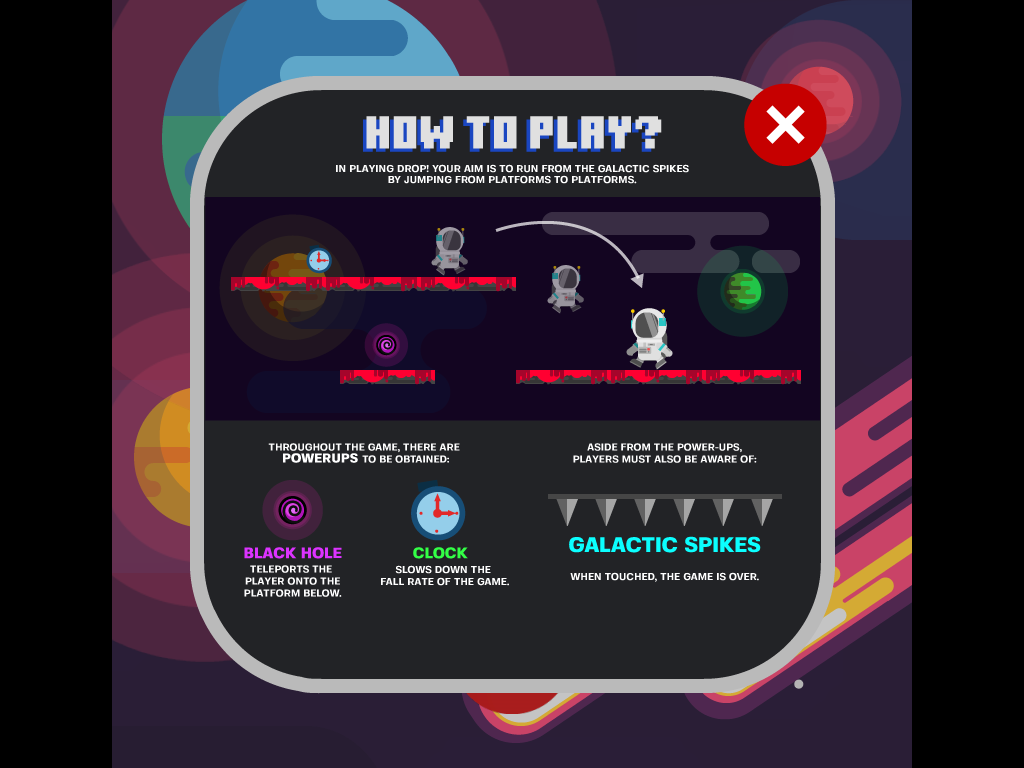 HOW TO PLAY?
IN PLAYING DROP! YOUR AIM IS TO RUN FROM THE GALACTIC SPIKES
BY JUMPING FROM PLATFORMS TO PLATFORMS.
THROUGHOUT THE GAME, THERE ARE
POWERUPS TO BE OBTAINED:
BLACK HOLE
TELEPORTS THE
PLAYER ONTO THE
PLATFORM BELOW.
CLOCK
SLOWS DOWN THE
FALL RATE OF THE GAME.
ASIDE FROM THE POWER-UPS,
PLAYERS MUST ALSO BE AWARE OF:
GALACTIC SPIKES
WHEN TOUCHED, THE GAME IS OVER.